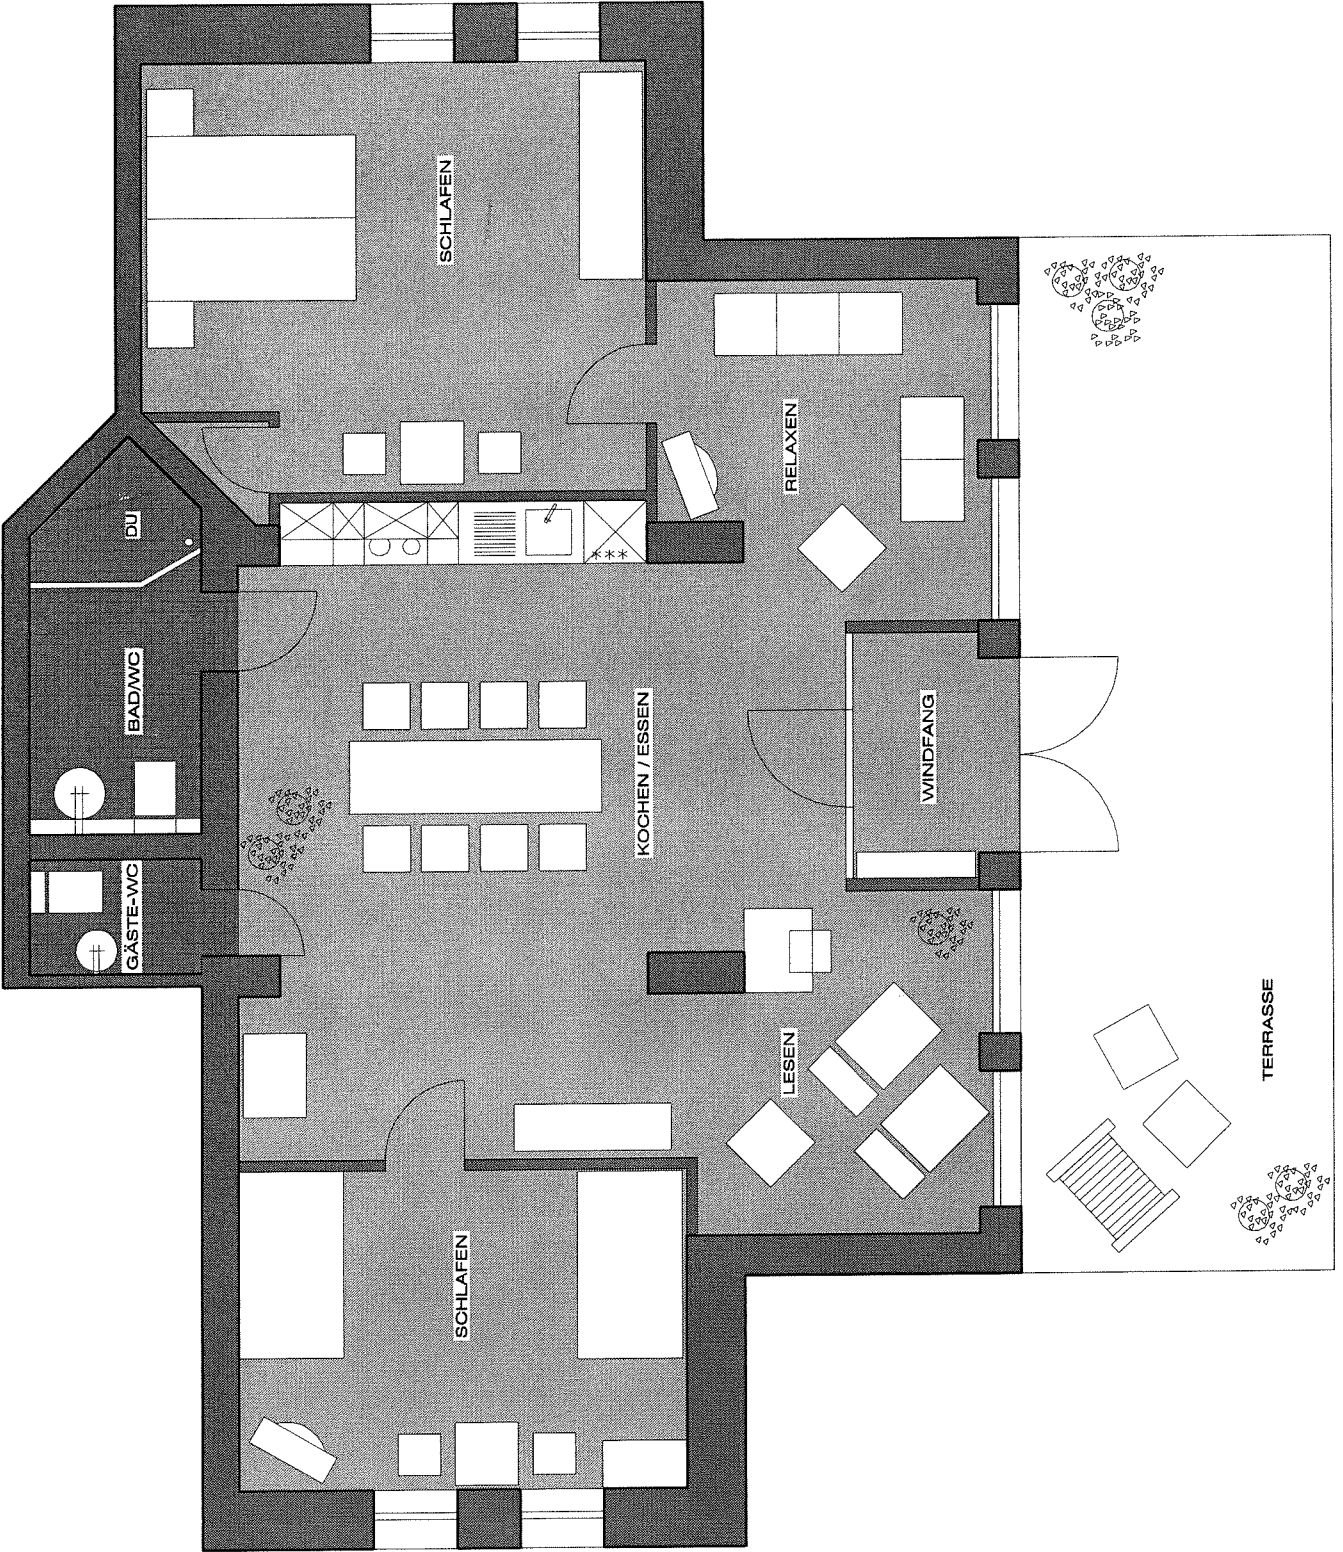 SCHLAFEN
DU
RELAXEN
BAD/WC
KOCHEN / ESSEN
WINDFANG
GÄSTE-WC
LESEN
TERRASSE
SCHLAFEN